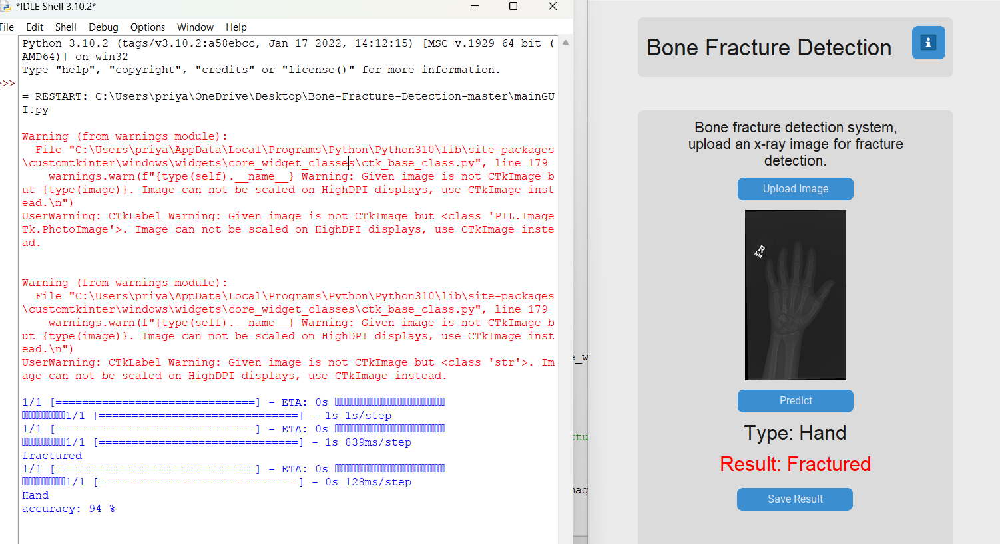 *IDLE Shell 3.10.2*
File Edit Shell Debug Options Window Help
Python 3.10.2 (tags/v3.10.2:a58ebcc, Jan 17 2022, 14:12:15) [MSC v.1929 64 bit (
AMD64)] on win32
Type "help", "copyright", "credits" or "license()" for more information.
>>>
= RESTART: C:\Users\priya\OneDrive\Desktop\Bone-Fracture-Detection-master\mainGU
I.py
Warning (from warnings module):
File "C:\Users\priya\AppData\Local\Programs\Python\Python310\lib\site-packages
\customtkinter\windows\widgets\core_widget_classes\ctk_base_class.py", line 179
warnings.warn(f"{type(self).__name__} Warning: Given image is not CTkImage b
ut {type(image)}. Image can not be scaled on HighDPI displays, use CTkImage inst
ead.\n")
UserWarning: CTkLabel Warning: Given image is not CTkImage but <class 'PIL.Image
Tk.PhotoImage'>. Image can not be scaled on HighDPI displays, use CTkImage inste
ad.
Warning (from warnings module):
File "C:\Users\priya\AppData\Local\Programs\Python\Python310\lib\site-packages
\customtkinter\windows\widgets\core_widget_classes\ctk_base_class.py", line 179
warnings.warn(f"{type(self).__name__} Warning: Given image is not CTkImage b
ut {type(image)}. Image can not be scaled on HighDPI displays, use CTkImage inst
ead.\n")
UserWarning: CTkLabel Warning: Given image is not CTkImage but <class 'str'>. Im
age can not be scaled on HighDPI displays, use CTkImage instead.
1/1 [==============================] - ETA: 0s
1/1 [==============================] - 1s 1s/step
1/1 [==============================] - ETA: 0s
1/1 [==============================] - 1s 839ms/step
fractured
1/1 [==============================] - ETA: 0s
1/1 [==============================] - 0s 128ms/step
Hand
accuracy: 94 %
e_w
ctu
mag
Bone Fracture Detection
i
Bone fracture detection system,
upload an x-ray image for fracture
detection.
Upload Image
R
NM
Predict
Type: Hand
Result: Fractured
Save Result